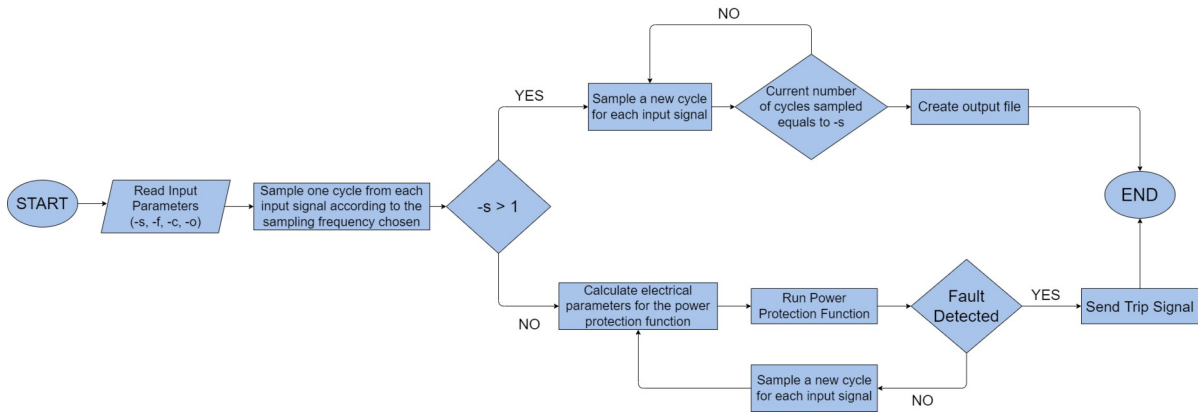 NO
YES
Sample a new cycle
for each input signal
Current number
of cycles sampled
equals to -s
Create output file
START
Read Input
Parameters
(-s, -f, -c, -o)
Sample one cycle from each
input signal according to the
sampling frequency chosen
-s > 1
END
NO
Calculate electrical
parameters for the power
protection function
Run Power
Protection Function
Fault
Detected
YES
Send Trip Signal
Sample a new cycle
for each input signal
NO